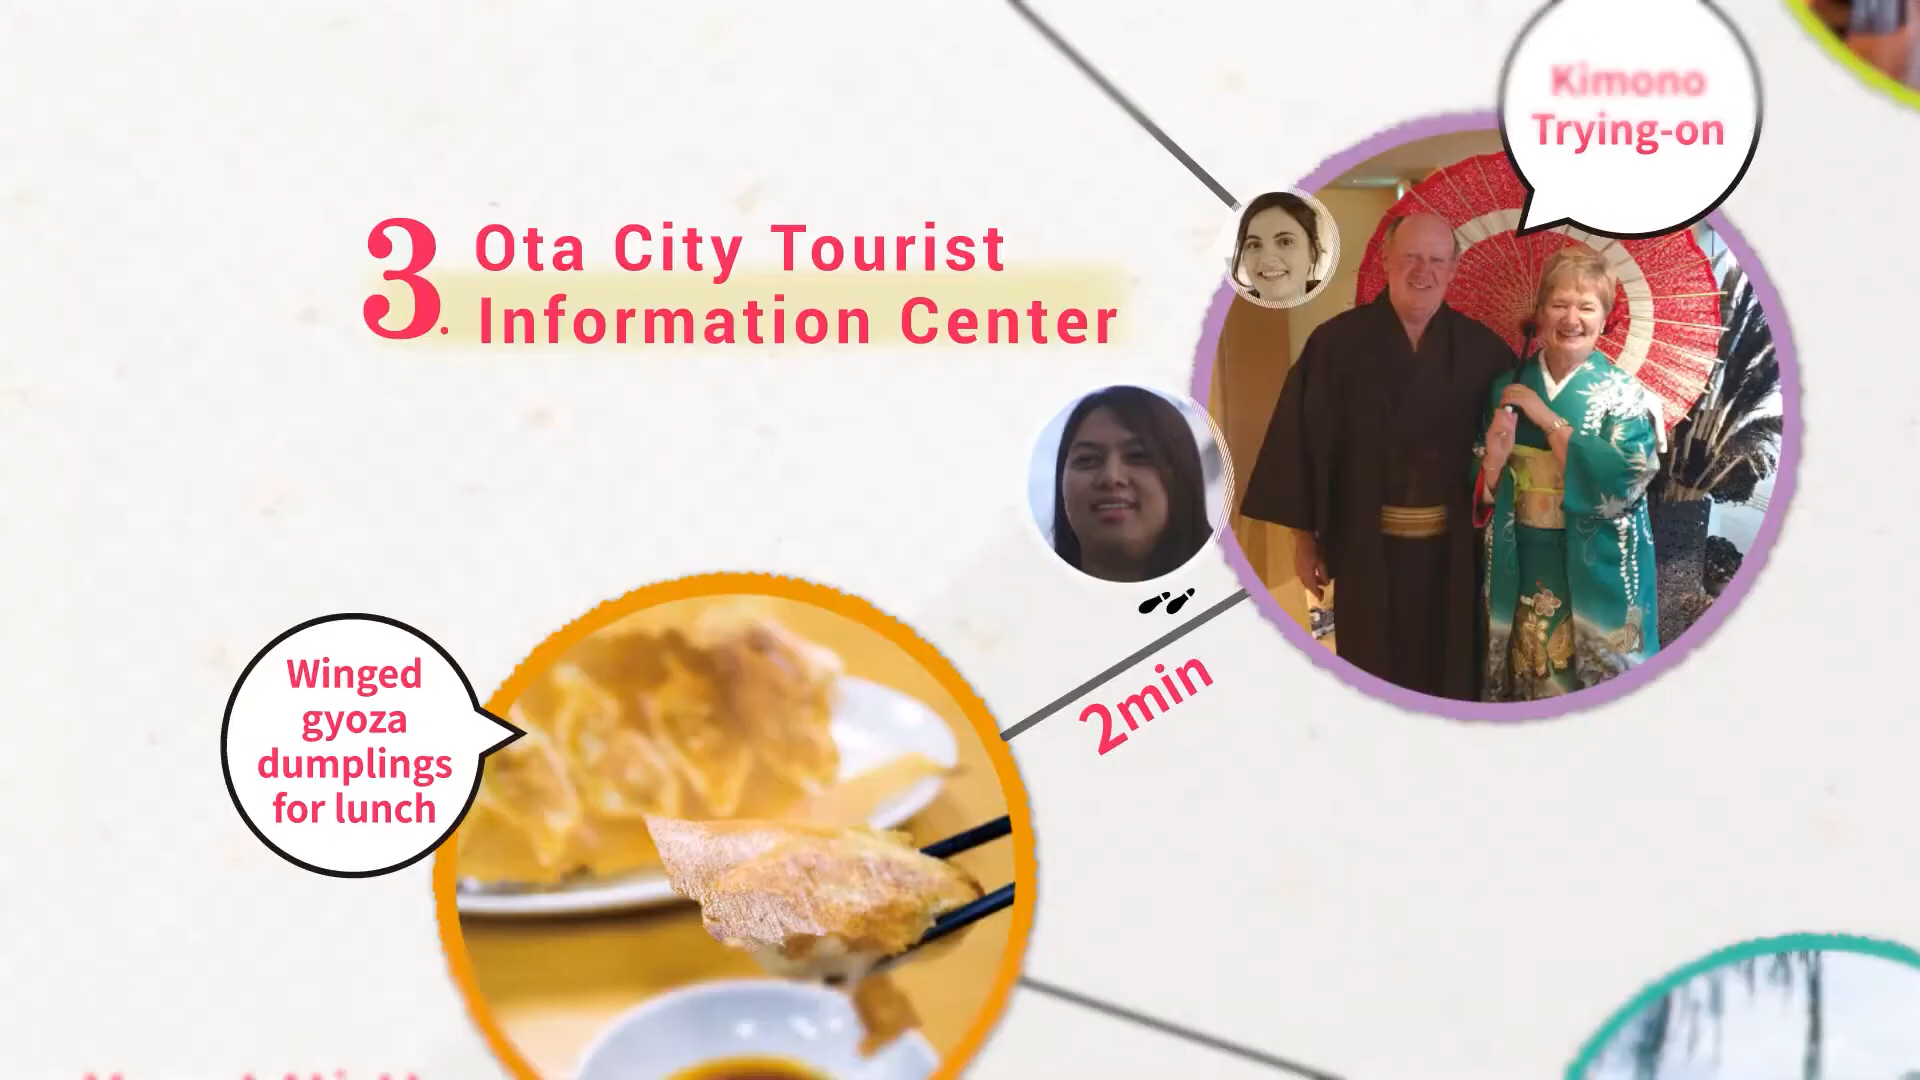 Kimono
Trying-on
3. Ota City Tourist
Information Center
2min
Winged
gyoza
dumplings
for lunch